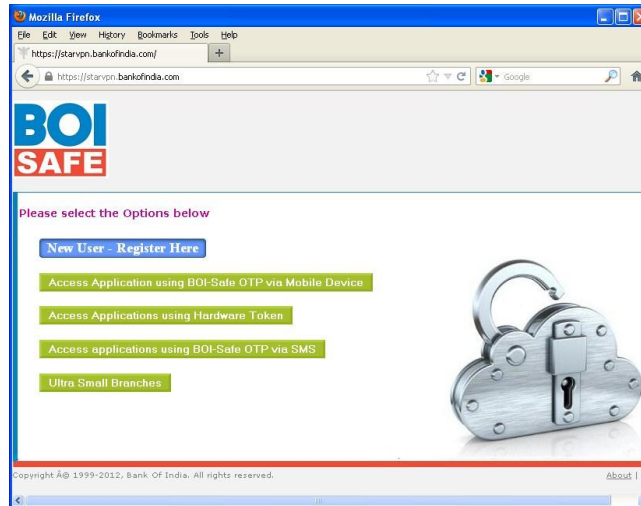 Mozilla Firefox
File Edit View History Bookmarks Tools Help
https://starvpn.bankofindia.com/ +
https://starvpn.bankofindia.com Google
BOI
SAFE
Please select the Options below
New User - Register Here
Access Application using BOI-Safe OTP via Mobile Device
Access Applications using Hardware Token
Access applications using BOI-Safe OTP via SMS
Ultra Small Branches
Copyright Â© 1999-2012, Bank Of India. All rights reserved.
About |